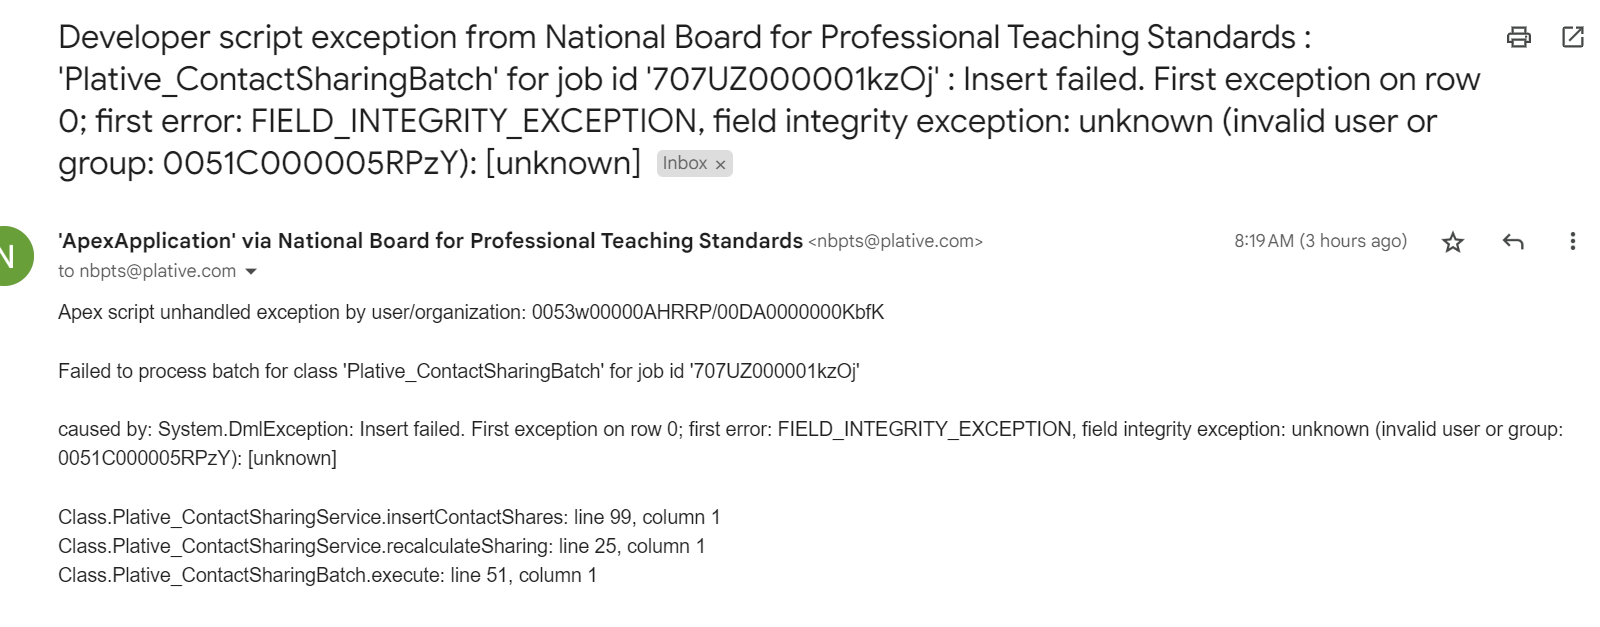 Developer script exception from National Board for Professional Teaching Standards :
'Plative_ContactSharingBatch' for job id '707UZ000001kzOj' : Insert failed. First exception on row
0; first error: FIELD_INTEGRITY_EXCEPTION, field integrity exception: unknown (invalid user or
group: 0051C000005RPzY): [unknown] Inbox ×
N
'ApexApplication' via National Board for Professional Teaching Standards <nbpts@plative.com> 8:19 AM (3 hours ago)
to nbpts@plative.com
Apex script unhandled exception by user/organization: 0053w00000AHRRP/00DA0000000KbfK
Failed to process batch for class 'Plative_ContactSharingBatch' for job id '707UZ000001kzOj'
caused by: System.DmlException: Insert failed. First exception on row 0; first error: FIELD_INTEGRITY_EXCEPTION, field integrity exception: unknown (invalid user or group:
0051C000005RPzY): [unknown]
Class.Plative_ContactSharingService.insertContactShares: line 99, column 1
Class.Plative_ContactSharingService.recalculateSharing: line 25, column 1
Class.Plative_ContactSharingBatch.execute: line 51, column 1